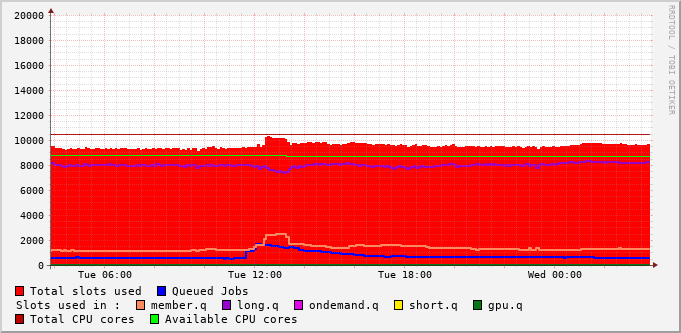 20000
18000
16000
14000
12000
10000
8000
6000
4000
2000
0
Tue 06:00 Tue 12:00 Tue 18:00 Wed 00:00
RRDTOOL / TOBI OETIKER
Total slots used Queued Jobs
Slots used in : member.q long.q ondemand.q short.q gpu.q
Total CPU cores Available CPU cores